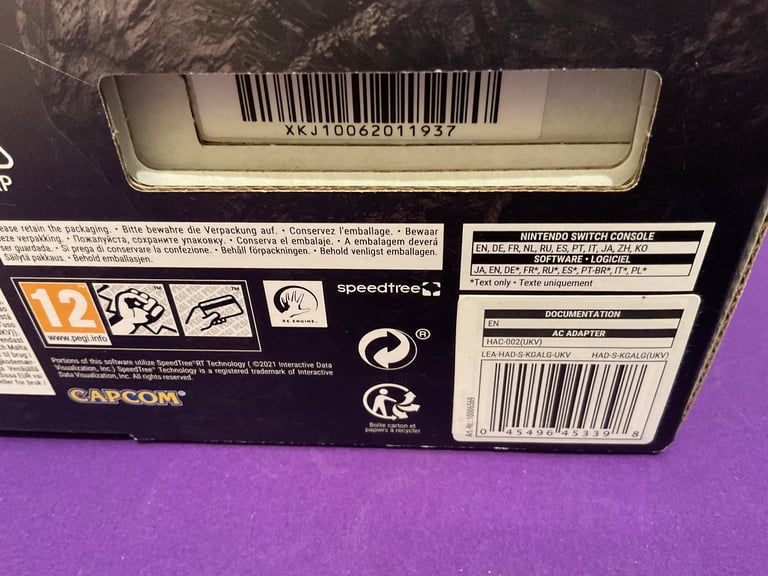 XKJ10062011937
P
ease retain the packaging. • Bitte bewahre die Verpackung auf. • Conservez l'emballage. • Bewaar
eze verpakking. • Пожалуйста, сохраните упаковку. • Conserva el embalaje. • A embalagem deverá
ser guardada. • Si prega di conservare la confezione. • Behåll förpackningen. • Behold venligst emballagen.
Säilytä pakkaus. • Behold emballasjen.
12
www.pegi.info
TM
TM
RE ENGINE
speedtree
Portions of this software utilize SpeedTree® RT Technology (©2021 Interactive Data
Visualization, Inc.) SpeedTree® Technology is a registered trademark of Interactive
Data Visualization, Inc. All rights reserved.
CAPCOM®
®
Boîte carton et
papiers à recycler
NINTENDO SWITCH CONSOLE
EN, DE, FR, NL, RU, ES, PT, IT, JA, ZH, KO
SOFTWARE • LOGICIEL
JA, EN, DE*, FR*, RU*, ES*, PT-BR*, IT*, PL*
*Text only • Texte uniquement
DOCUMENTATION
EN
AC ADAPTER
HAC-002(UKV)
LEA-HAD-S-KGALG-UKV HAD-S-KGALG(UKV)
Art.-Nr. 10006569
0 45496 45339 8